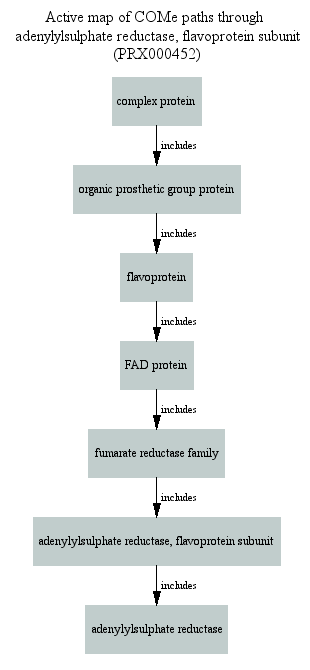 Active map of COMe paths through
adenylylsulphate reductase, flavoprotein subunit
(PRX000452)
complex protein
includes
organic prosthetic group protein
includes
flavoprotein
includes
FAD protein
includes
fumarate reductase family
includes
adenylylsulphate reductase, flavoprotein subunit
includes
adenylylsulphate reductase